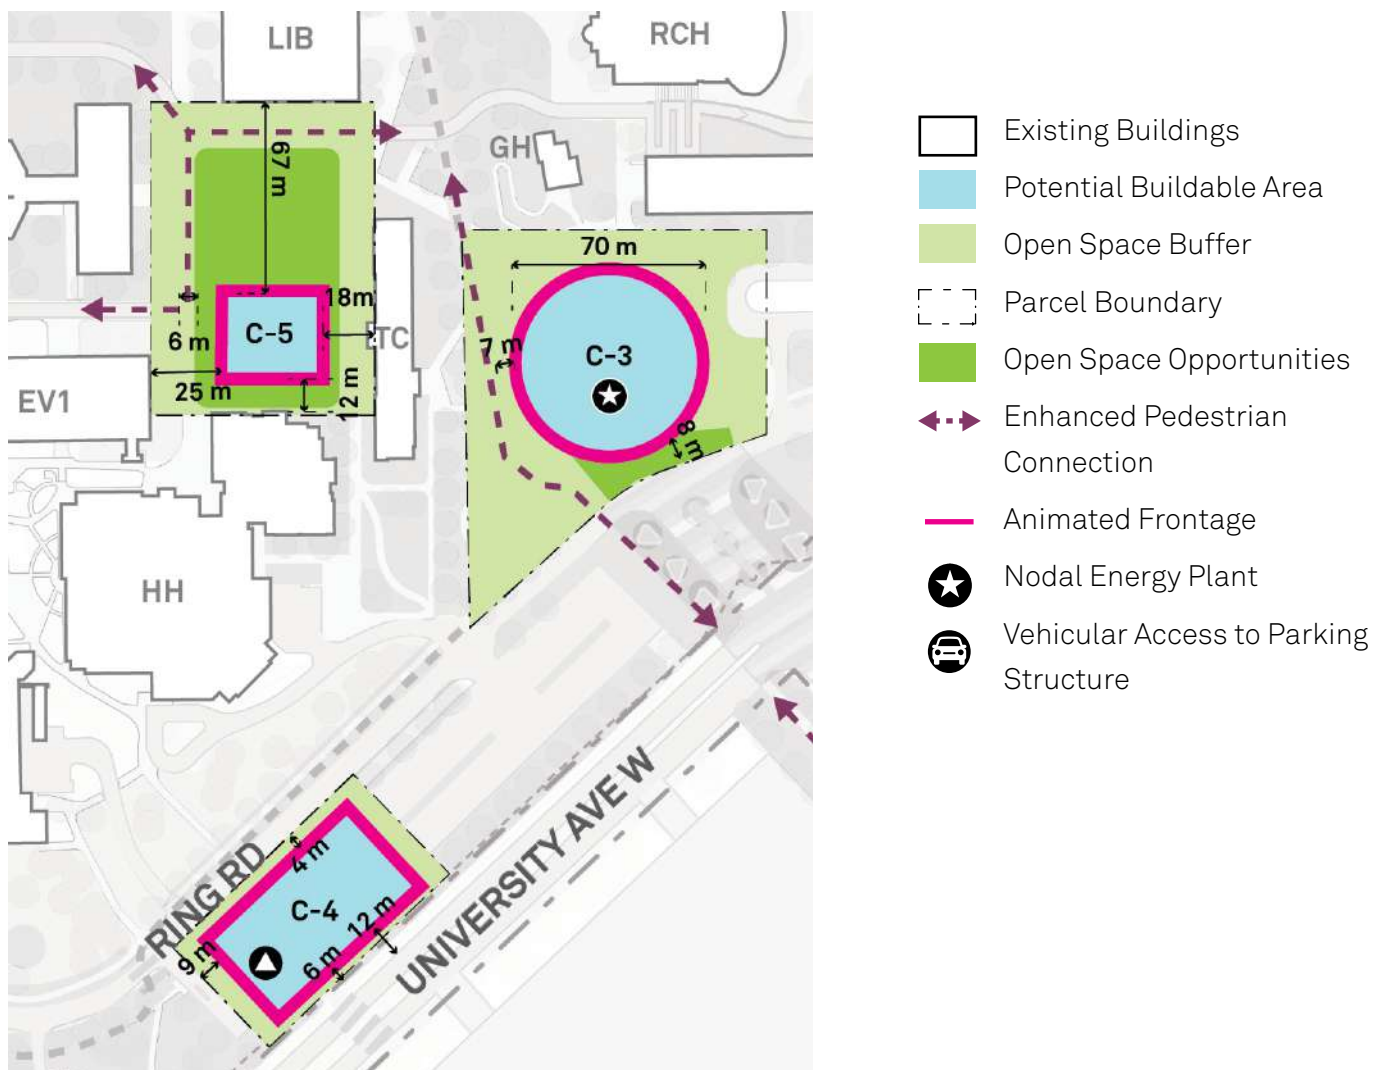 LIB
RCH
GH
67 m
70 m
18m
C-5
TC
6 m
7 m
C-3
25 m
12 m
EV1
8 m
HH
RING RD
4 m
C-4
12 m
9 m
6 m
UNIVERSITY AVE W
Existing Buildings
Potential Buildable Area
Open Space Buffer
Parcel Boundary
Open Space Opportunities
Enhanced Pedestrian
Connection
Animated Frontage
Nodal Energy Plant
Vehicular Access to Parking
Structure